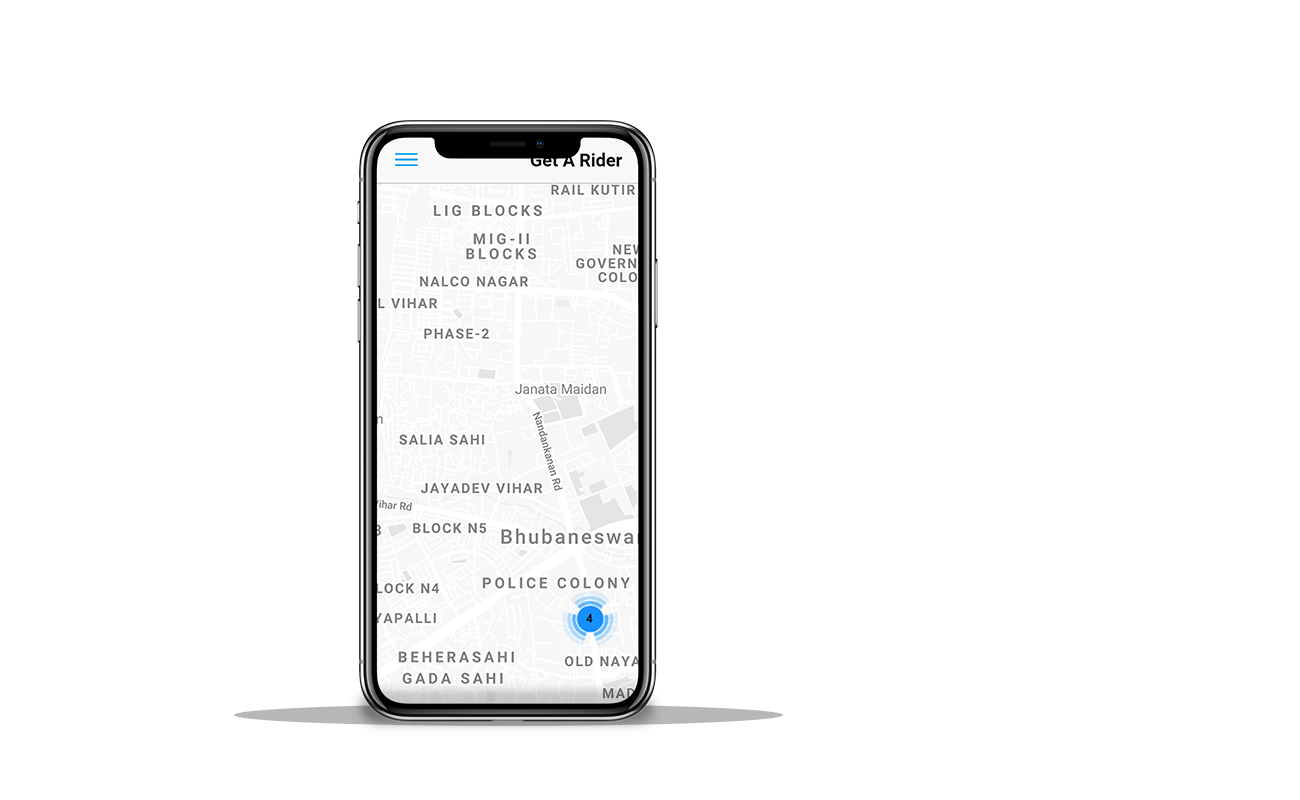 Get A Rider
RAIL KUTIR
LIG BLOCKS
MIG-II
BLOCKS
NEW
GOVERN
COLO
NALCO NAGAR
L VIHAR
PHASE-2
Janata Maidan
n
Nandankanan Rd
SALIA SAHI
JAYADEV VIHAR
Vihar Rd
BLOCK N5
Bhubaneswar
POLICE COLONY
LOCK N4
4
YAPALLI
BEHERASAHI
OLD NAYA
GADA SAHI
MAD